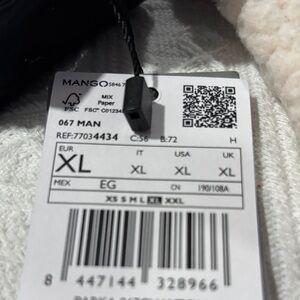 MANGO
MIX
Paper
FSC
067 MAN
REF:77034434 C:56 B:72 H
EUR IT USA UK
XL XL XL XL
MEX EG CN 190/108A
XS S M L XL XXL
8 447144 328966